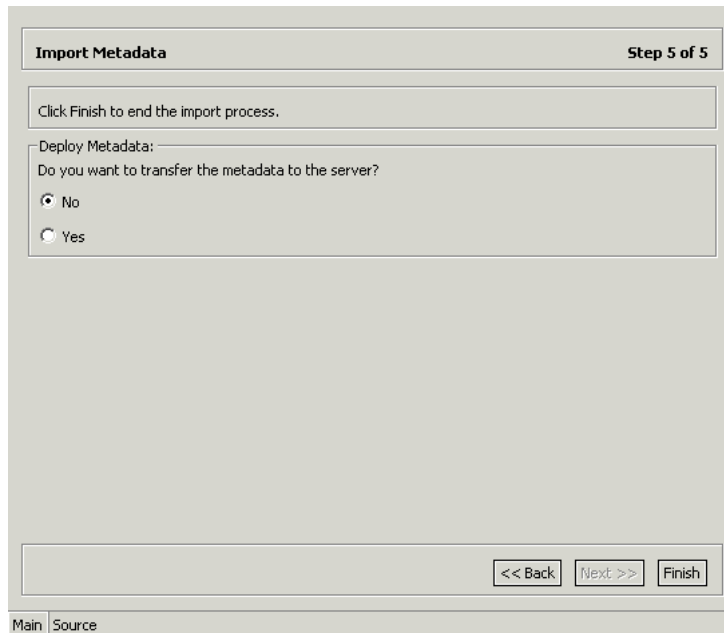 Import Metadata Step 5 of 5
Click Finish to end the import process.
Deploy Metadata:
Do you want to transfer the metadata to the server?
No
Yes
<< Back Next >> Finish
Main Source